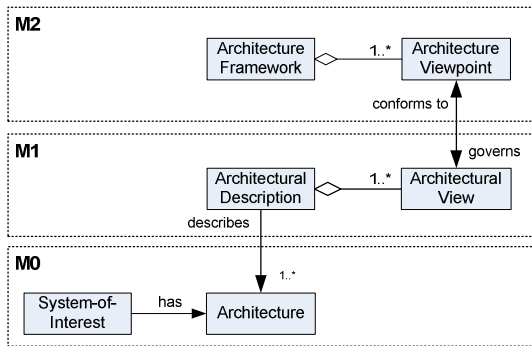 M2
Architecture
Framework
1..*
Architecture
Viewpoint
conforms to
governs
M1
Architectural
Description
1..*
Architectural
View
describes
M0
1..*
System-of-
Interest
has
Architecture